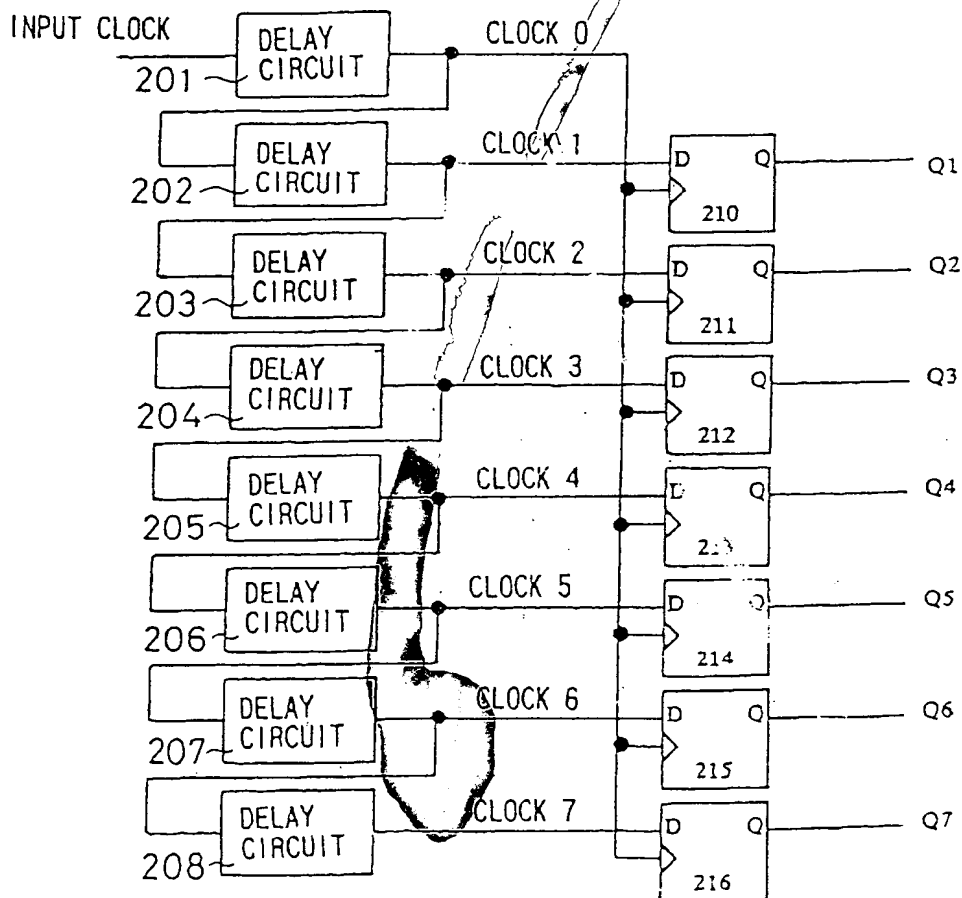 INPUT CLOCK
DELAY CIRCUIT
201
CLOCK 0
DELAY CIRCUIT
202
CLOCK 1
D Q
210
Q1
DELAY CIRCUIT
203
CLOCK 2
D Q
211
Q2
DELAY CIRCUIT
204
CLOCK 3
D Q
212
Q3
DELAY CIRCUIT
205
CLOCK 4
D Q
Q4
DELAY CIRCUIT
206
CLOCK 5
D Q
214
Q5
DELAY CIRCUIT
207
CLOCK 6
D Q
215
Q6
DELAY CIRCUIT
208
CLOCK 7
D Q
216
Q7